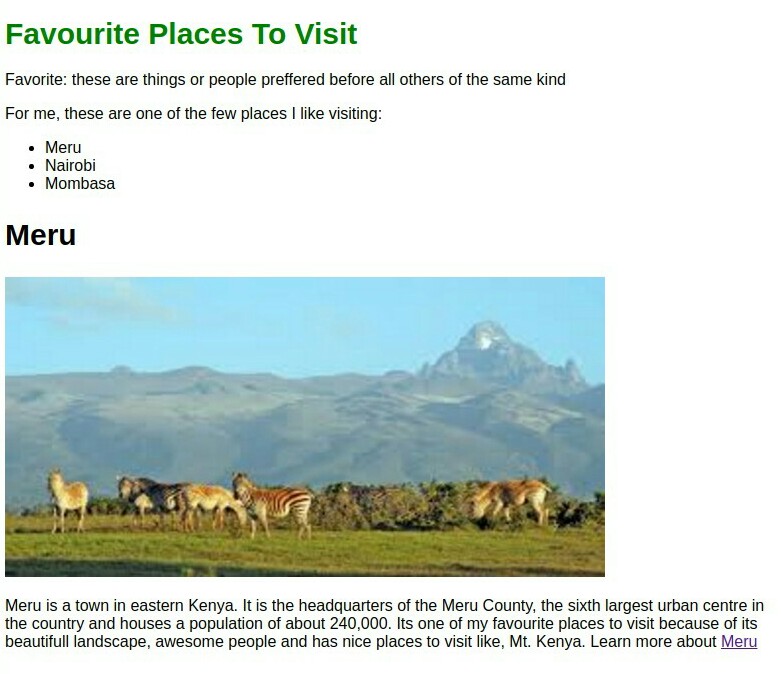 Favourite Places To Visit
Favorite: these are things or people preffered before all others of the same kind
For me, these are one of the few places I like visiting:
Meru
Nairobi
Mombasa
Meru
Meru is a town in eastern Kenya. It is the headquarters of the Meru County, the sixth largest urban centre in
the country and houses a population of about 240,000. Its one of my favourite places to visit because of its
beautifull landscape, awesome people and has nice places to visit like, Mt. Kenya. Learn more about Meru